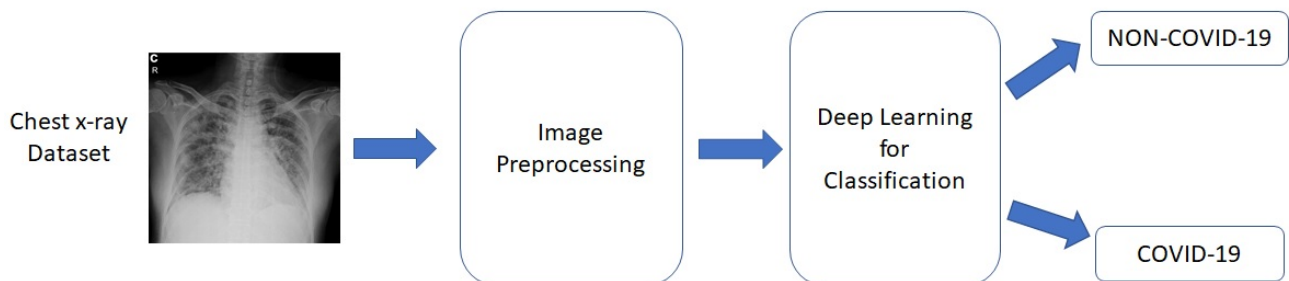 Chest x-ray
Dataset
C
R
Image
Preprocessing
Deep Learning
for
Classification
NON-COVID-19
COVID-19